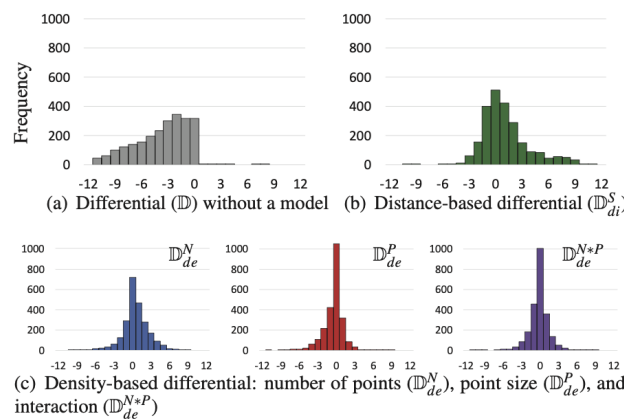 1000
800
600
400
200
0
Frequency
-12 -9 -6 -3 0 3 6 9 12
(a) Differential (𝔻) without a model
1000
800
600
400
200
0
-12 -9 -6 -3 0 3 6 9 12
(b) Distance-based differential (𝔻^S_di)
1000
800
600
400
200
0
𝔻^N_de
-12 -9 -6 -3 0 3 6 9 12
1000
800
600
400
200
0
𝔻^P_de
-12 -9 -6 -3 0 3 6 9 12
1000
800
600
400
200
0
𝔻^{N*P}_de
-12 -9 -6 -3 0 3 6 9 12
(c) Density-based differential: number of points (𝔻^N_de), point size (𝔻^P_de), and
interaction (𝔻^{N*P}_de)